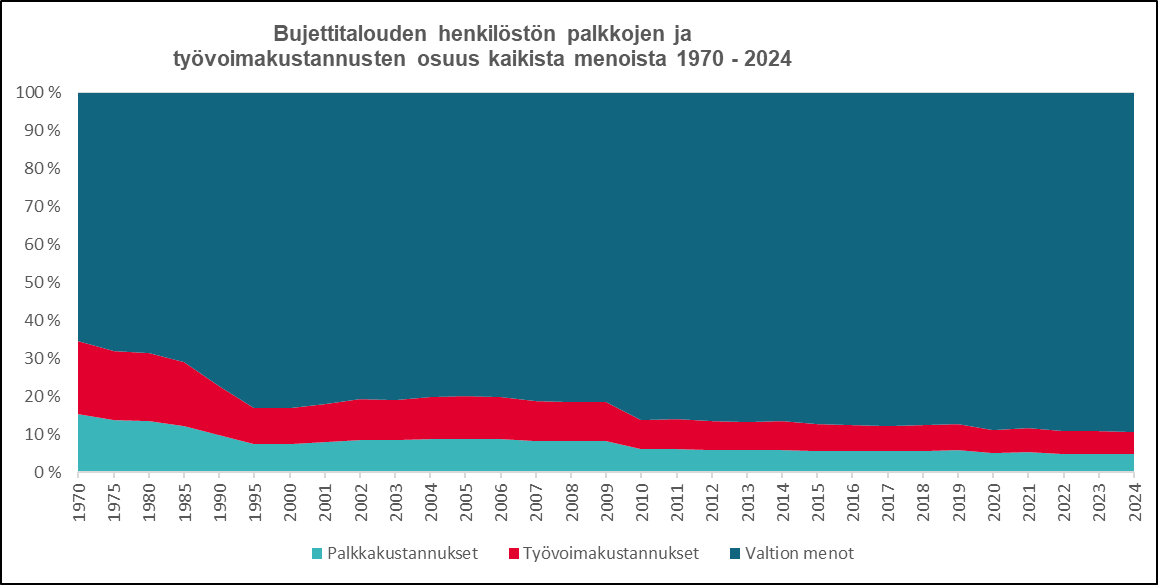 Bujettitalouden henkilöstön palkkojen ja
työvoimakustannusten osuus kaikista menoista 1970 - 2024
100 %
90 %
80 %
70 %
60 %
50 %
40 %
30 %
20 %
10 %
0 %
1970 1975 1980 1985 1990 1995 2000 2001 2002 2003 2004 2005 2006 2007 2008 2009 2010 2011 2012 2013 2014 2015 2016 2017 2018 2019 2020 2021 2022 2023 2024
Palkkakustannukset Työvoimakustannukset Valtion menot